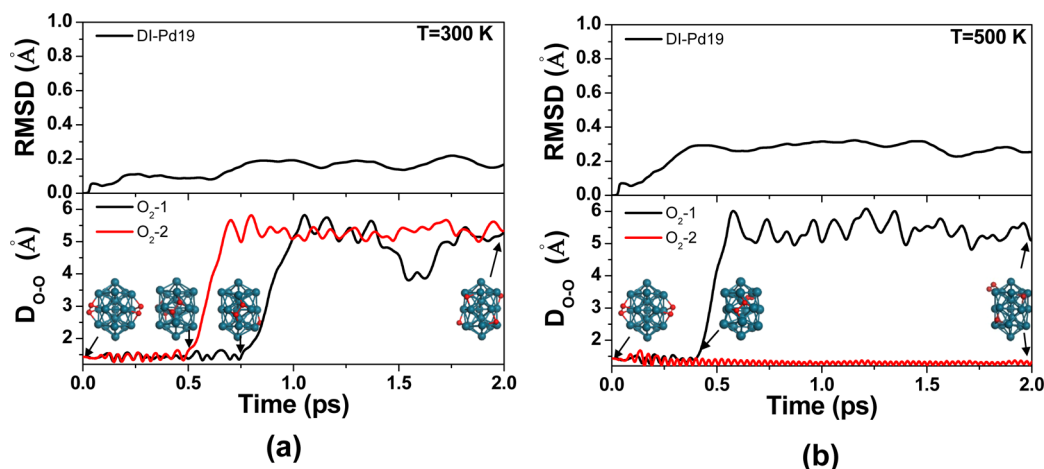 T=300 K
DI-Pd19
RMSD (Å)
1.0
0.8
0.6
0.4
0.2
0.0
O2-1
O2-2
DO-O (Å)
6
5
4
3
2
0.0 0.5 1.0 1.5 2.0
Time (ps)
(a)
T=500 K
DI-Pd19
RMSD (Å)
1.0
0.8
0.6
0.4
0.2
0.0
O2-1
O2-2
DO-O (Å)
6
5
4
3
2
0.0 0.5 1.0 1.5 2.0
Time (ps)
(b)